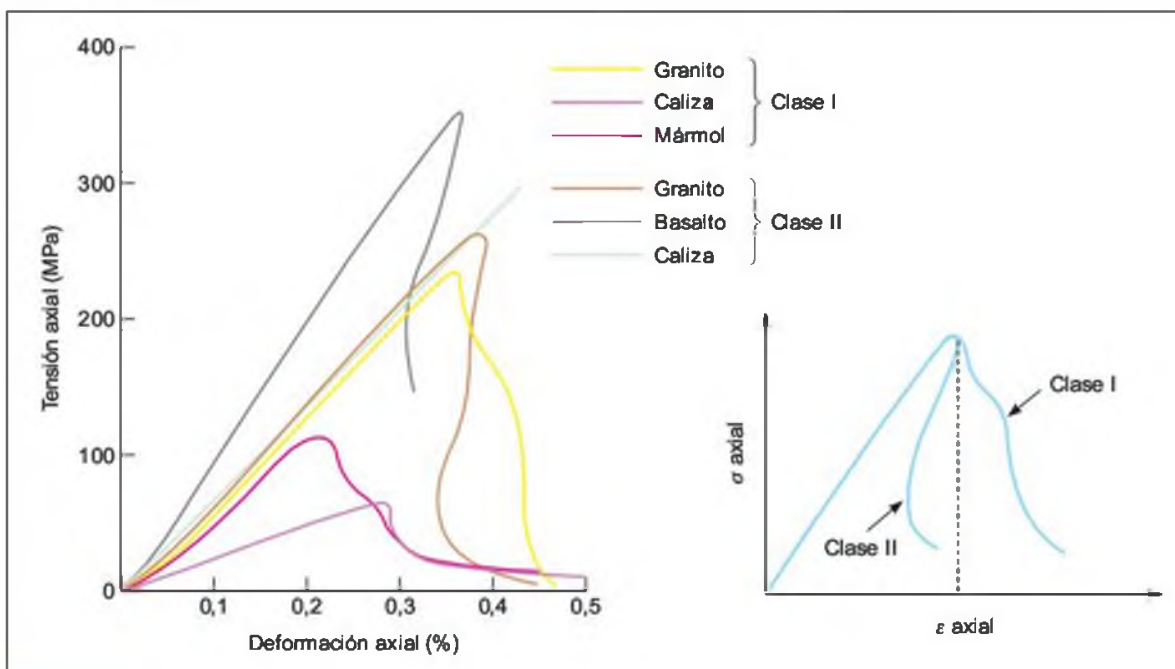 400
300
200
100
0
Tensión axial (MPa)
0,1 0,2 0,3 0,4 0,5
Deformación axial (%)
Granito
Caliza
Mármol
Clase I
Granito
Basalto
Caliza
Clase II
σ axial
Clase I
Clase II
ε axial